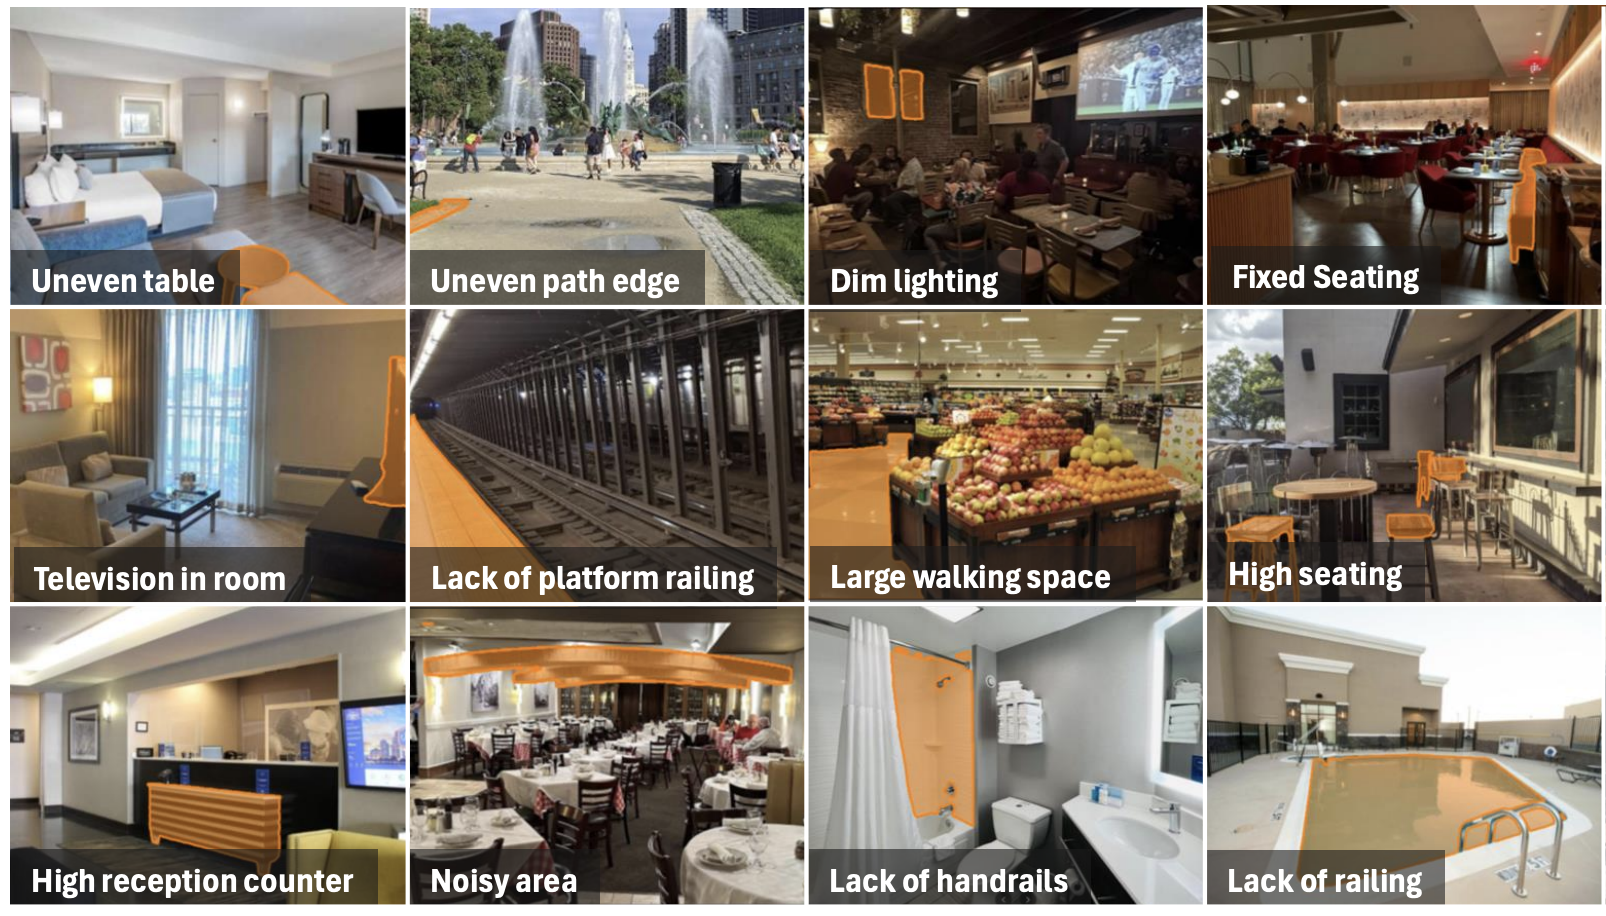 Uneven table
Uneven path edge
Dim lighting
Fixed Seating
Television in room
Lack of platform railing
Large walking space
High seating
High reception counter
Noisy area
Lack of handrails
Lack of railing